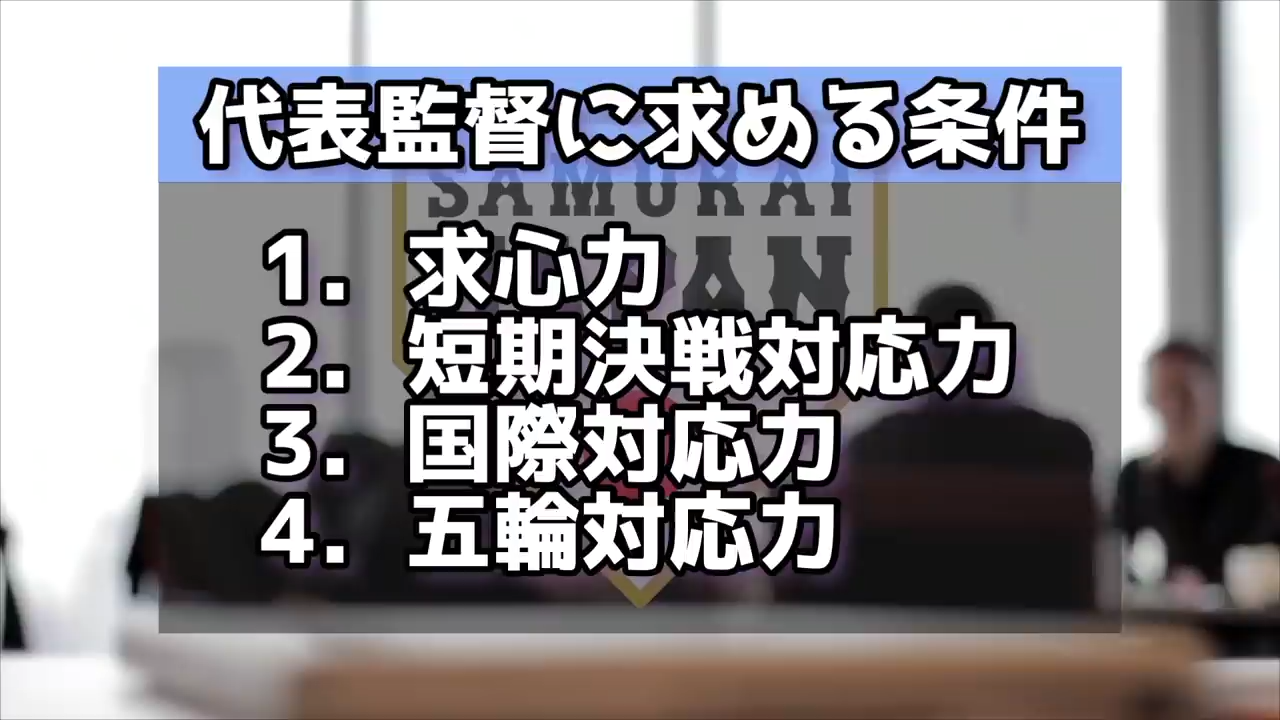 代表監督に求める条件
SAMURAI
1. 求心力
2. 短期決戦対応力
3. 国際対応力
4. 五輪対応力